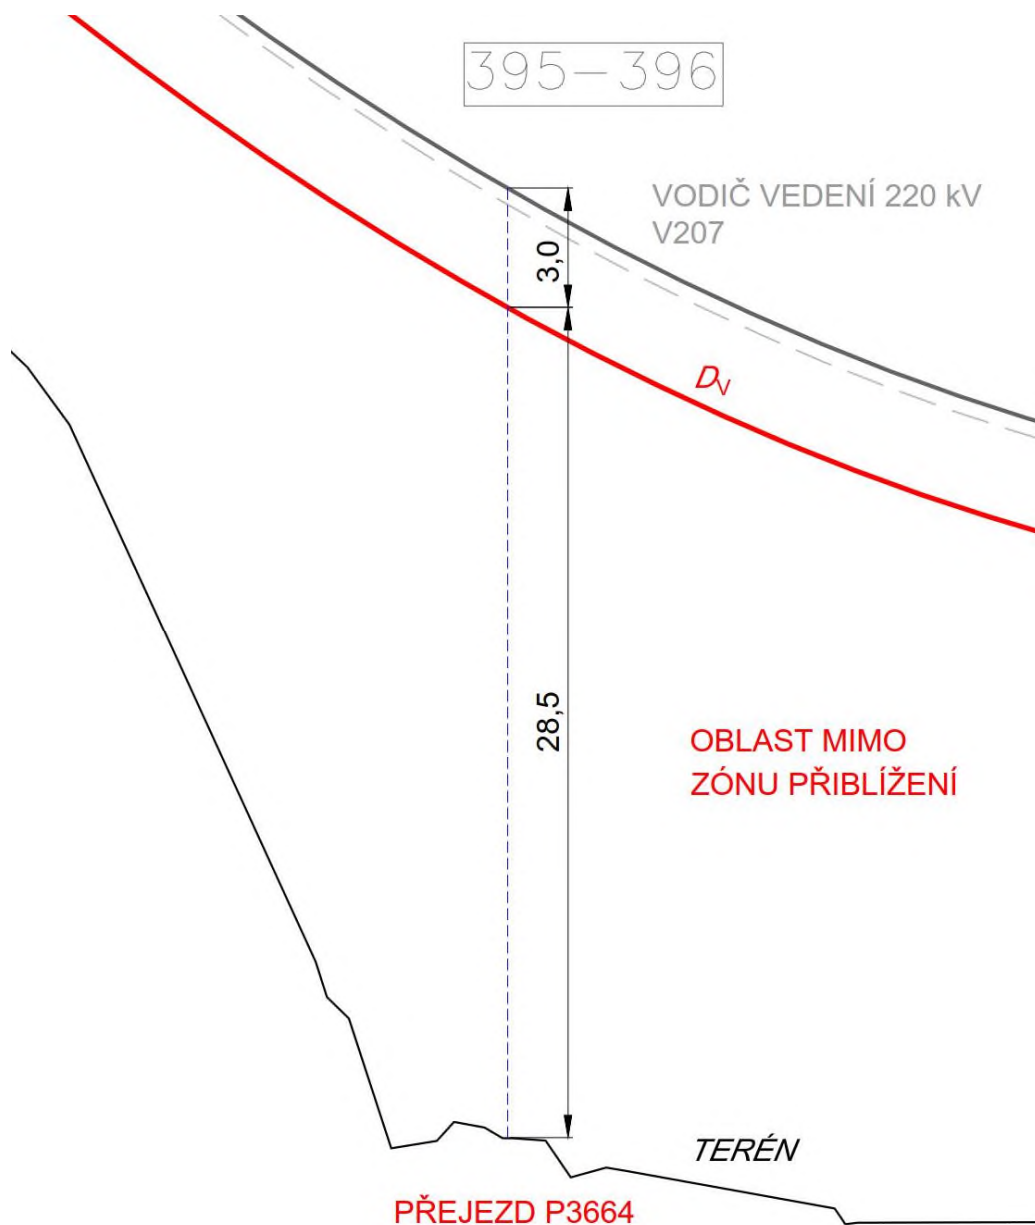 395-396
VODIČ VEDENÍ 220 kV
V207
3,0
DV
28,5
OBLAST MIMO
ZÓNU PŘIBLÍŽENÍ
TERÉN
PŘEJEZD P3664